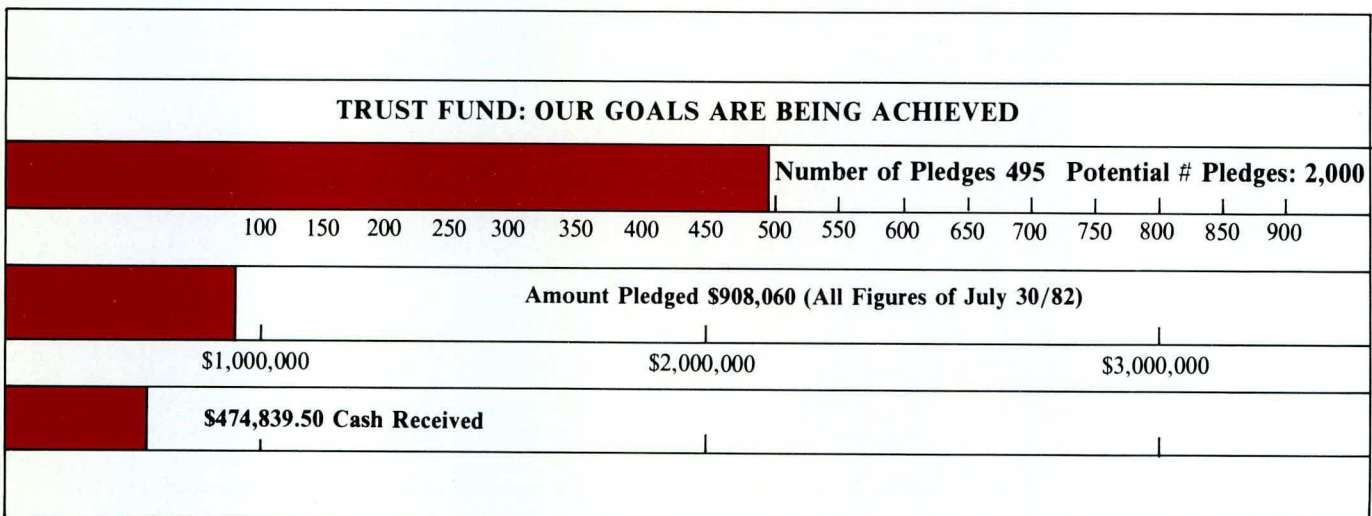 TRUST FUND: OUR GOALS ARE BEING ACHIEVED
Number of Pledges 495 Potential # Pledges: 2,000
100 150 200 250 300 350 400 450 500 550 600 650 700 750 800 850 900
Amount Pledged $908,060 (All Figures of July 30/82)
$1,000,000 $2,000,000 $3,000,000
$474,839.50 Cash Received